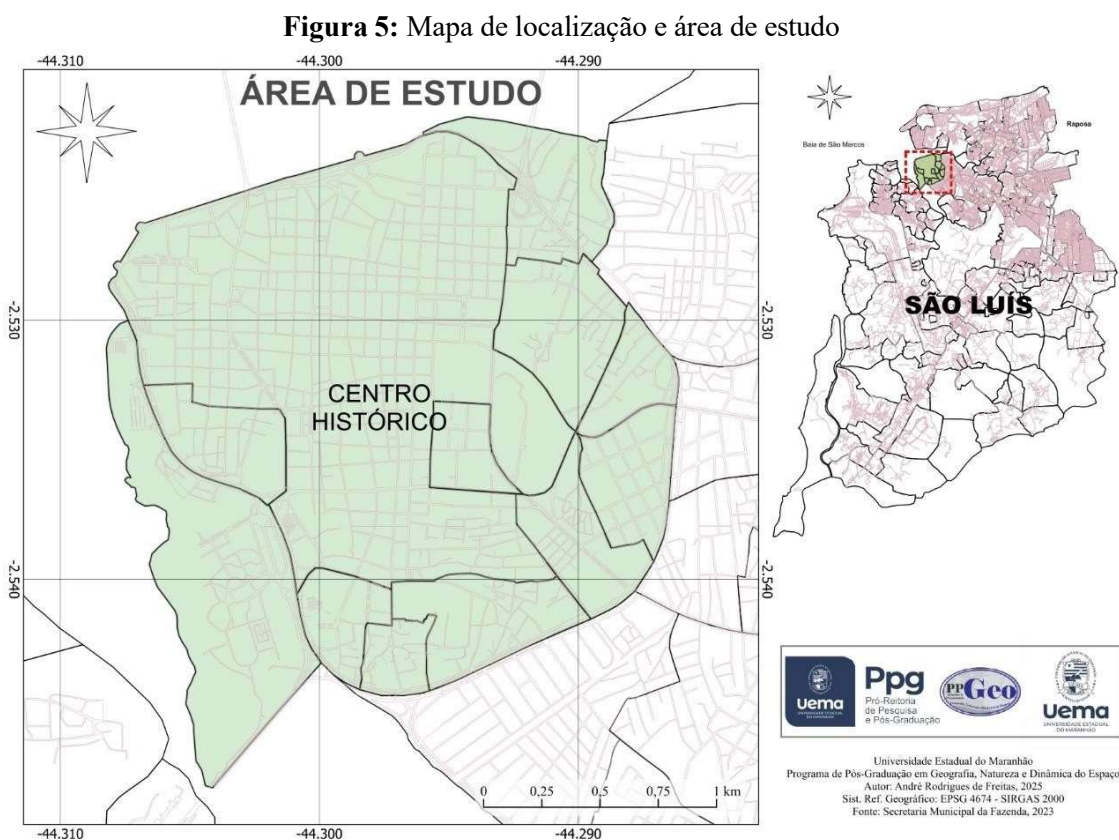 Figura 5: Mapa de localização e área de estudo
-44.310
-44.300
-44.290
ÁREA DE ESTUDO
-2.530
-2.530
CENTRO
HISTÓRICO
-2.540
-2.540
0
0,25
0,5
0,75
1 km
-44.310
-44.300
-44.290
Raposa
Baia de São Marcos
SÃO LUÍS
Uema
UNIVERSIDADE ESTADUAL
DO MARANHÃO
Ppg
Pró-Reitoria
de Pesquisa
e Pós-Graduação
PPGeo
Uema
UNIVERSIDADE ESTADUAL
DO MARANHÃO
Universidade Estadual do Maranhão
Programa de Pós-Graduação em Geografia, Natureza e Dinâmica do Espaço
Autor: André Rodrigues de Freitas, 2025
Sist. Ref. Geográfico: EPSG 4674 - SIRGAS 2000
Fonte: Secretaria Municipal da Fazenda, 2023